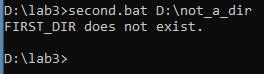 D:\lab3>second.bat D:\not_a_dir
FIRST_DIR does not exist.
D:\lab3>